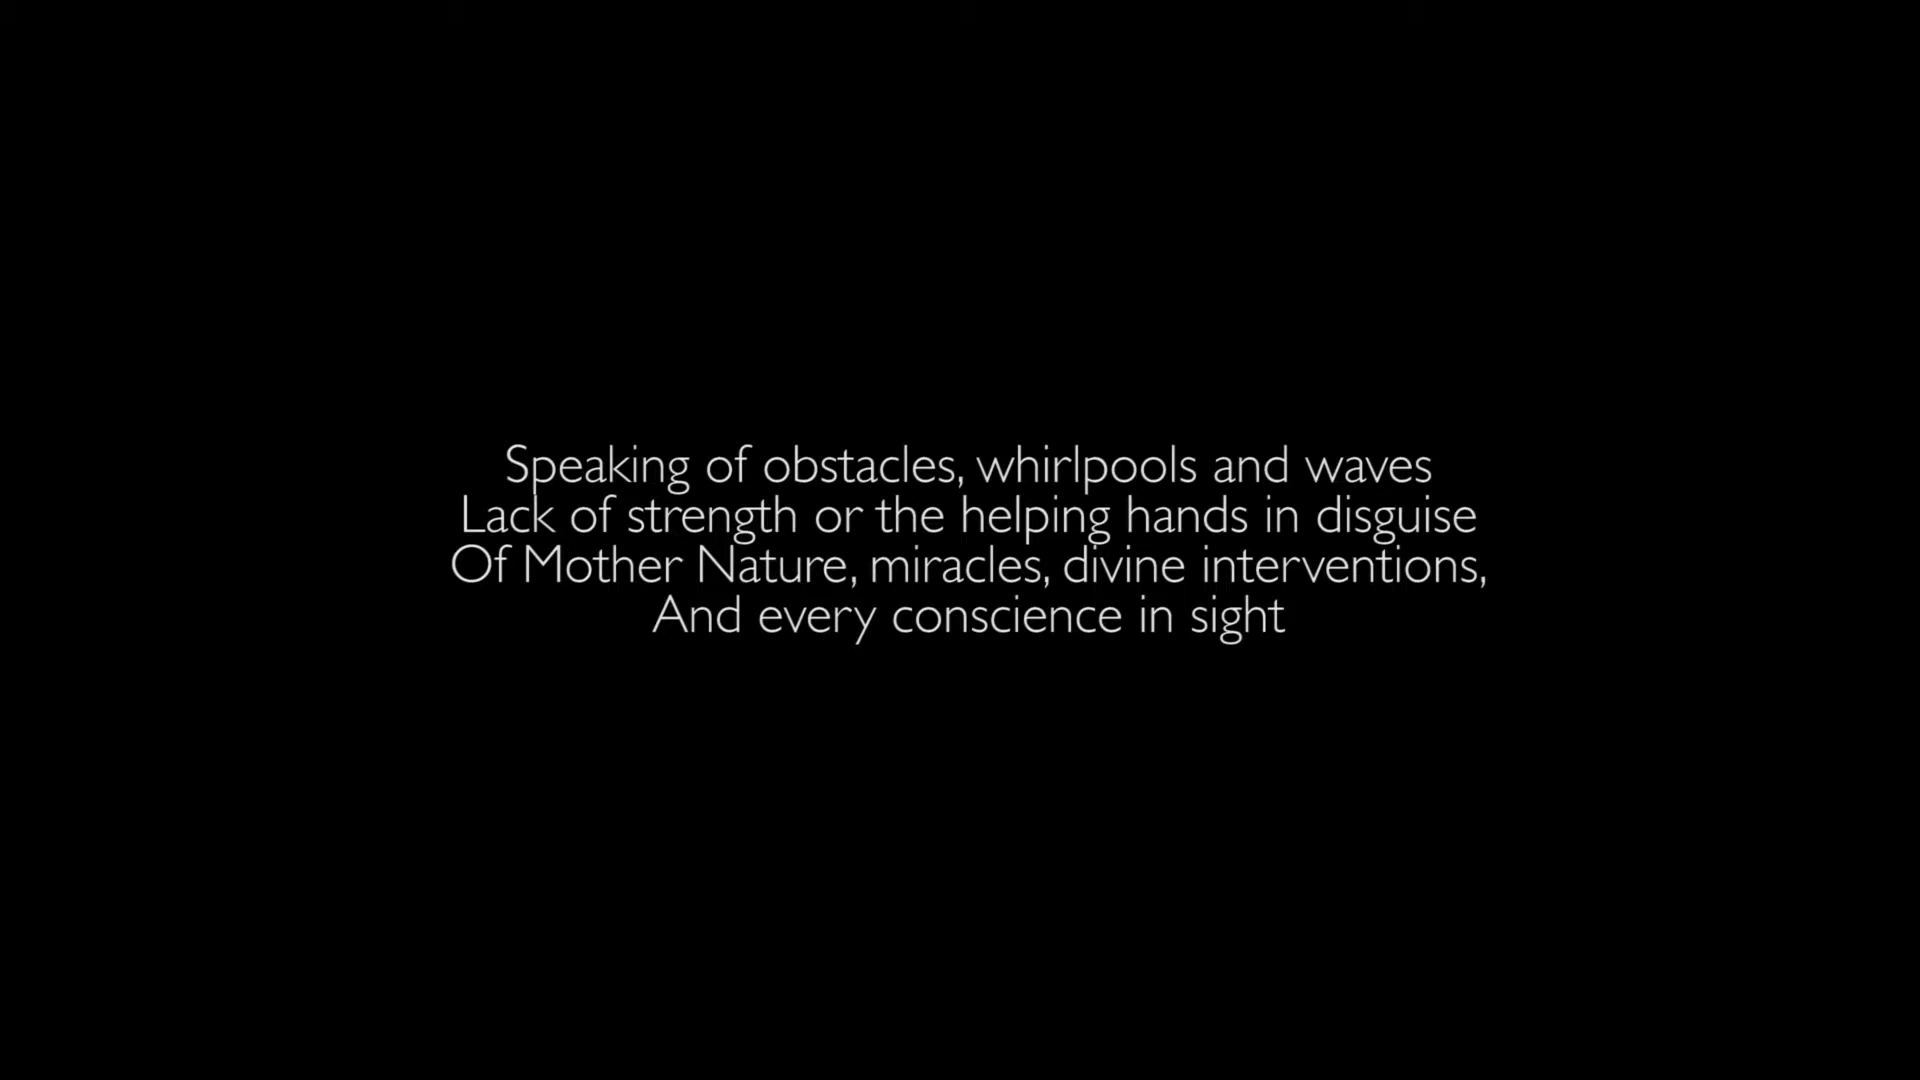 Speaking of obstacles, whirlpools and waves
Lack of strength or the helping hands in disguise
Of Mother Nature, miracles, divine interventions,
And every conscience in sight